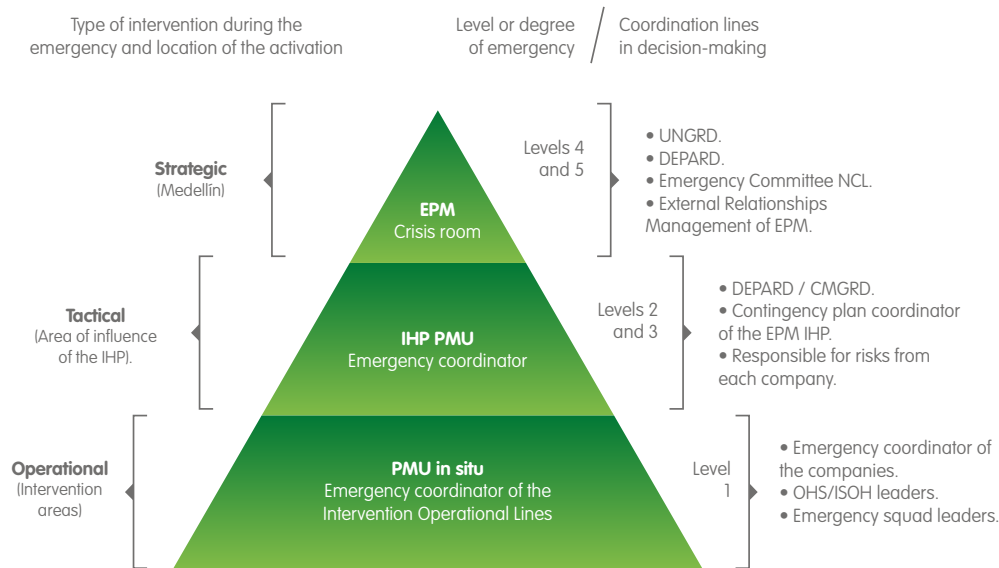 Type of intervention during the
emergency and location of the activation
Level or degree
of emergency
Coordination lines
in decision-making
Strategic
(Medellín)
EPM
Crisis room
Levels 4
and 5
• UNGRD.
• DEPARD.
• Emergency Committee NCL.
• External Relationships
Management of EPM.
Tactical
(Area of influence
of the IHP).
IHP PMU
Emergency coordinator
Levels 2
and 3
• DEPARD / CMGRD.
• Contingency plan coordinator
of the EPM IHP.
• Responsible for risks from
each company.
Operational
(Intervention
areas)
PMU in situ
Emergency coordinator of the
Intervention Operational Lines
Level
1
• Emergency coordinator of
the companies.
• OHS/ISOH leaders.
• Emergency squad leaders.